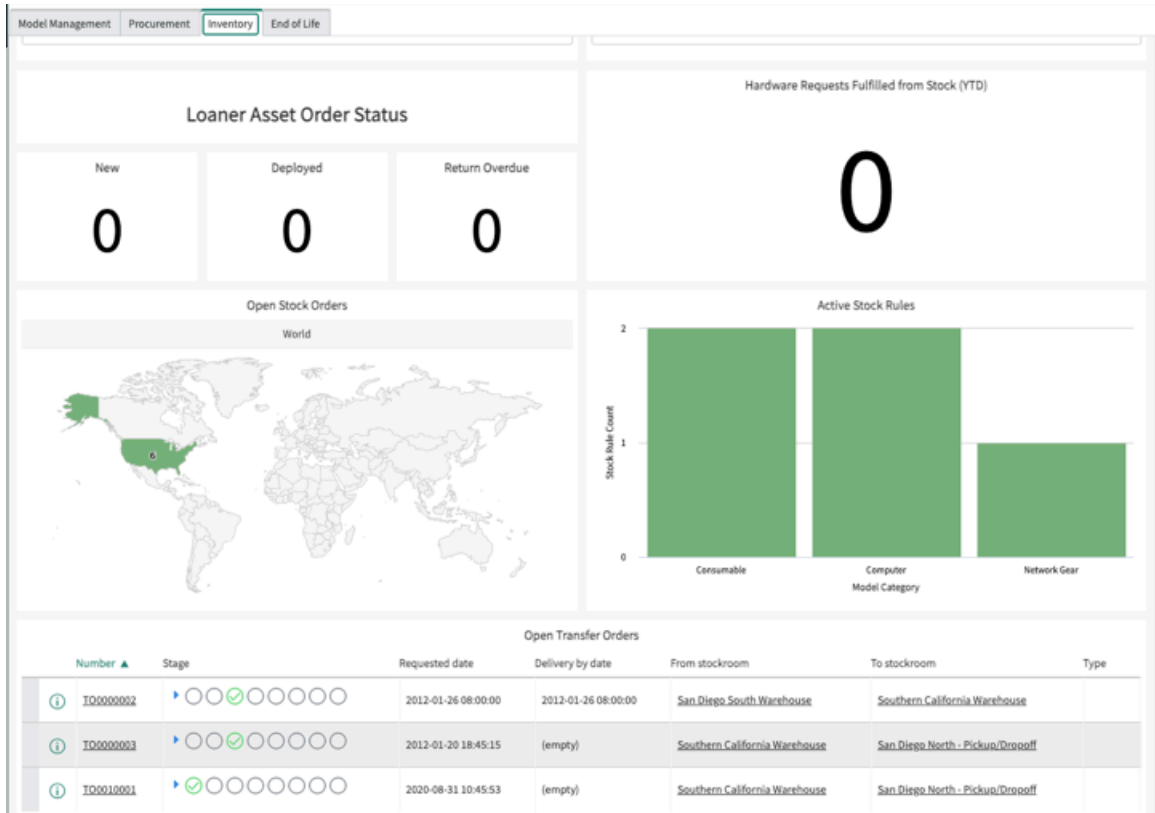 Model Management Procurement Inventory End of Life
Loaner Asset Order Status
New Deployed Return Overdue
0 0 0
Hardware Requests Fulfilled from Stock (YTD)
0
Open Stock Orders
World
6
Active Stock Rules
2
1
0
Stock Rule Count
Consumable Computer Network Gear
Model Category
Open Transfer Orders
Number ▲ Stage Requested date Delivery by date From stockroom To stockroom Type
TO0000002 2012-01-26 08:00:00 2012-01-26 08:00:00 San Diego South Warehouse Southern California Warehouse
TO0000003 2012-01-20 18:45:15 (empty) Southern California Warehouse San Diego North - Pickup/Dropoff
TO0010001 2020-08-31 10:45:53 (empty) Southern California Warehouse San Diego North - Pickup/Dropoff